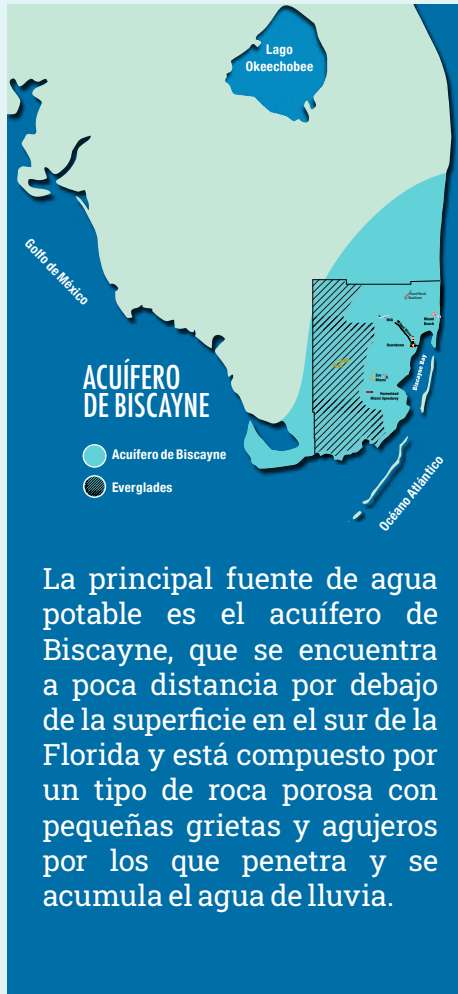 Lago
Okeechobee
Golfo de México
Miami
Beach
Downtown
Biscayne Bay
Zoo
Miami
Homestead
Miami Speedway
ACUÍFERO
DE BISCAYNE
Acuífero de Biscayne
Everglades
Océano Atlántico
La principal fuente de agua
potable es el acuífero de
Biscayne, que se encuentra
a poca distancia por debajo
de la superficie en el sur de la
Florida y está compuesto por
un tipo de roca porosa con
pequeñas grietas y agujeros
por los que penetra y se
acumula el agua de lluvia.